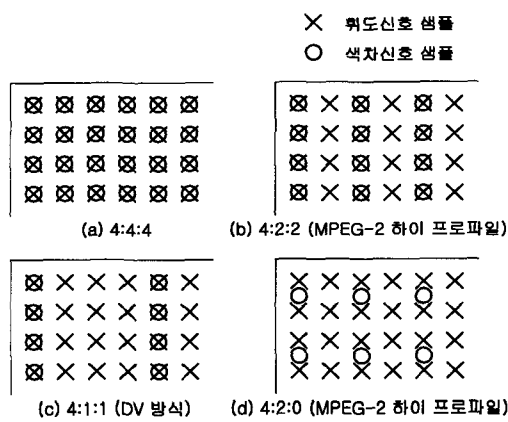 휘도신호 샘플
색차신호 샘플
(a) 4:4:4
(b) 4:2:2 (MPEG-2 하이 프로파일)
(c) 4:1:1 (DV 방식)
(d) 4:2:0 (MPEG-2 하이 프로파일)